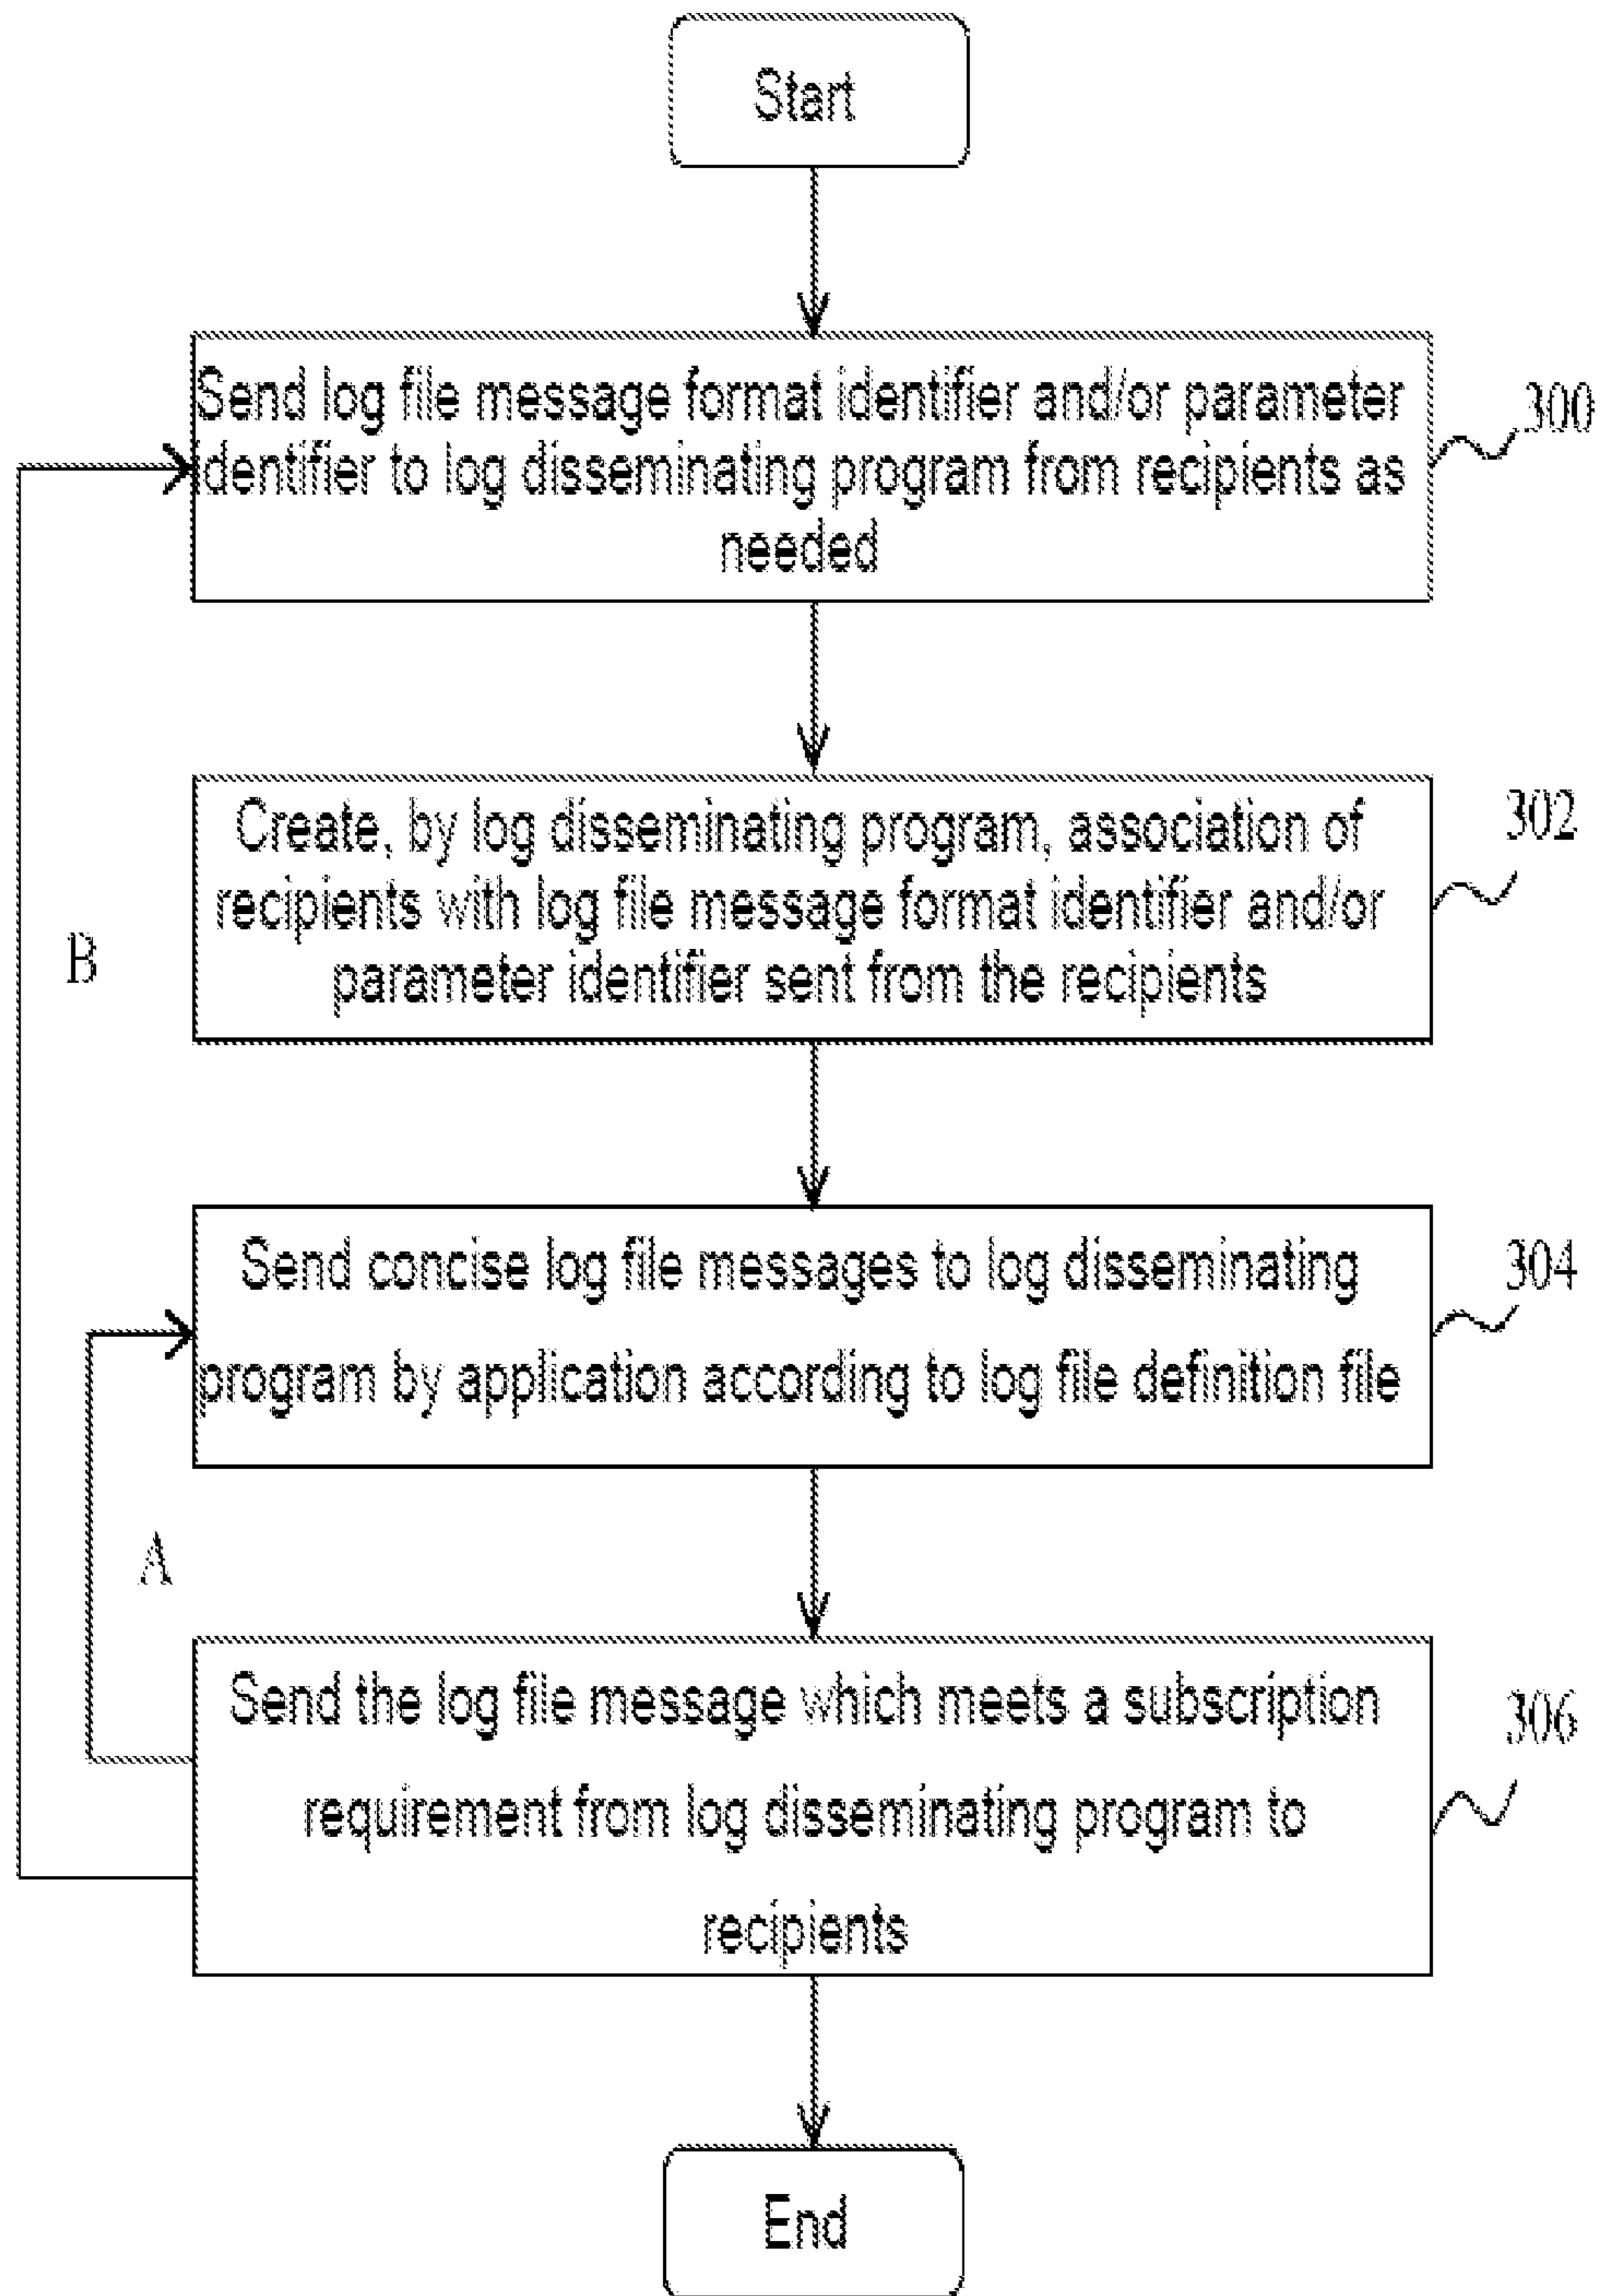 Start
Send log file message format identifier and/or parameter
identifier to log disseminating program from recipients as
needed
300
Create, by log disseminating program, association of
recipients with log file message format identifier and/or
parameter identifier sent from the recipients
302
B
Send concise log file messages to log disseminating
program by application according to log file definition file
304
A
Send the log file message which meets a subscription
requirement from log disseminating program to
recipients
306
End